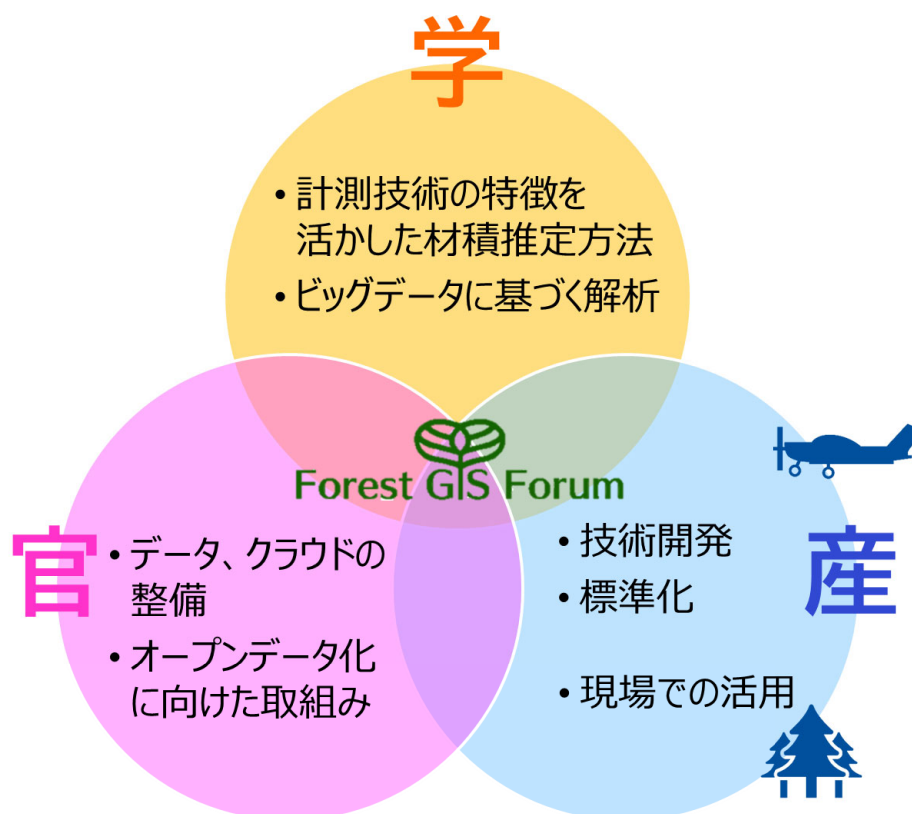 学
• 計測技術の特徴を
活かした材積推定方法
• ビッグデータに基づく解析
Forest GIS Forum
官
• データ、クラウドの
整備
• オープンデータ化
に向けた取組み
• 技術開発
• 標準化
• 現場での活用
産